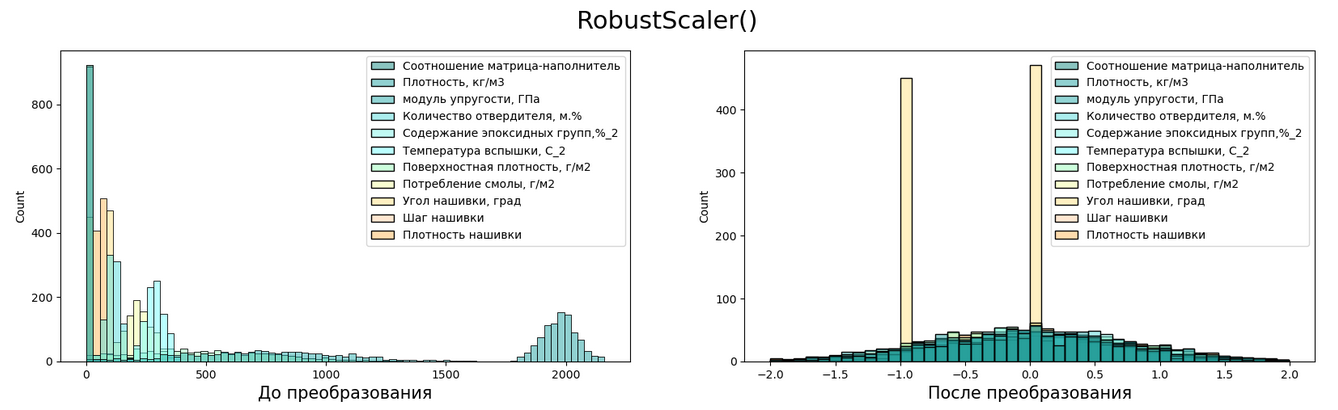 RobustScaler()
Count
0
200
400
600
800
0
500
1000
1500
2000
До преобразования
Соотношение матрица-наполнитель
Плотность, кг/м3
модуль упругости, ГПа
Количество отвердителя, м.%
Содержание эпоксидных групп,%_2
Температура вспышки, С_2
Поверхностная плотность, г/м2
Потребление смолы, г/м2
Угол нашивки, град
Шаг нашивки
Плотность нашивки
Count
0
100
200
300
400
−2.0
−1.5
−1.0
−0.5
0.0
0.5
1.0
1.5
2.0
После преобразования
Соотношение матрица-наполнитель
Плотность, кг/м3
модуль упругости, ГПа
Количество отвердителя, м.%
Содержание эпоксидных групп,%_2
Температура вспышки, С_2
Поверхностная плотность, г/м2
Потребление смолы, г/м2
Угол нашивки, град
Шаг нашивки
Плотность нашивки